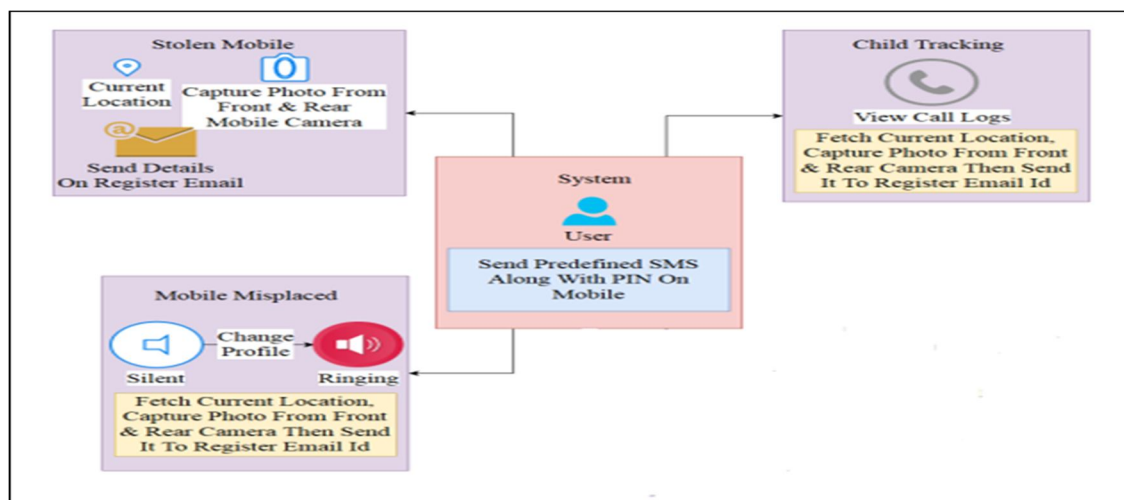 Stolen Mobile
Current
Location
Capture Photo From
Front & Rear
Mobile Camera
@
Send Details
On Register Email
Child Tracking
View Call Logs
Fetch Current Location,
Capture Photo From Front
& Rear Camera Then Send
It To Register Email Id
System
User
Send Predefined SMS
Along With PIN On
Mobile
Mobile Misplaced
Change
Profile
Silent
Ringing
Fetch Current Location,
Capture Photo From Front
& Rear Camera Then Send
It To Register Email Id